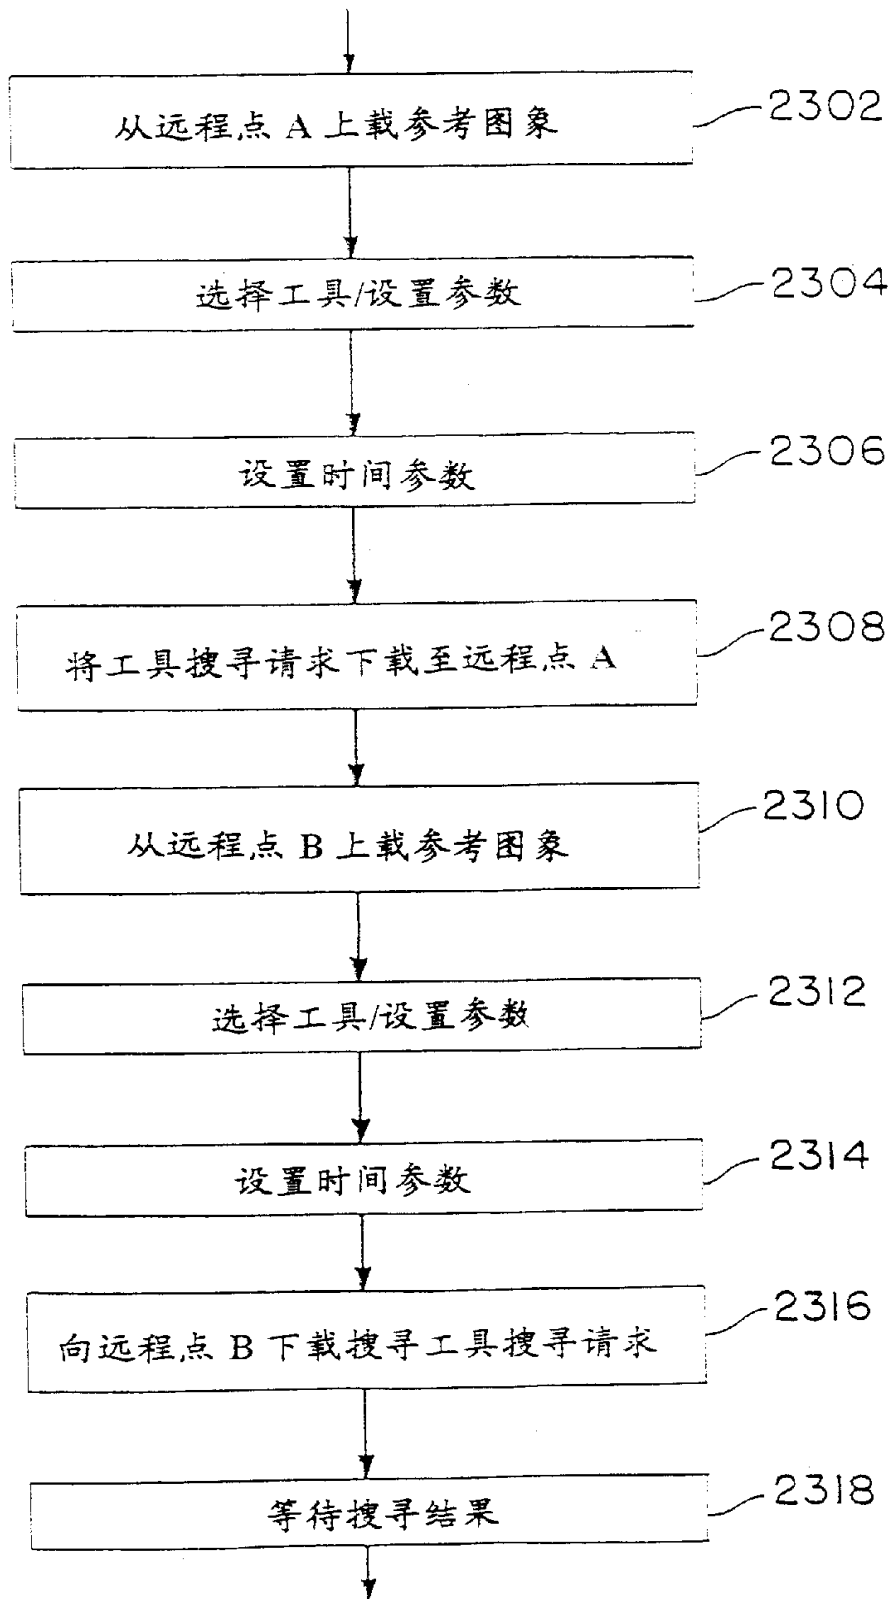 从远程点 A 上载参考图象
2302
选择工具/设置参数
2304
设置时间参数
2306
将工具搜寻请求下载至远程点 A
2308
从远程点 B 上载参考图象
2310
选择工具/设置参数
2312
设置时间参数
2314
向远程点 B 下载搜寻工具搜寻请求
2316
等待搜寻结果
2318